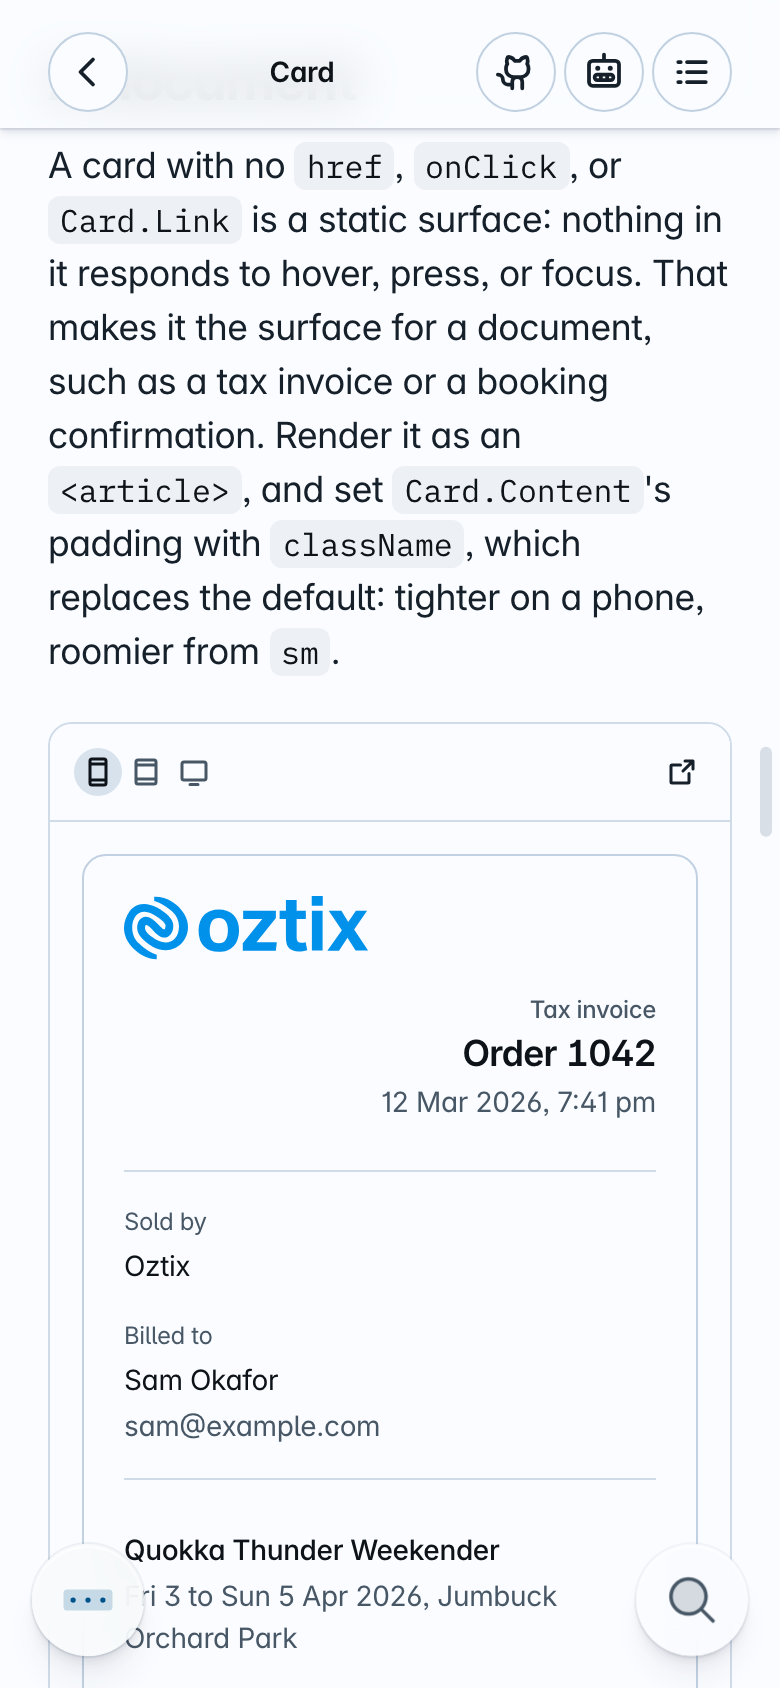 Card
A card with no href, onClick, or
Card.Link is a static surface: nothing in
it responds to hover, press, or focus. That
makes it the surface for a document,
such as a tax invoice or a booking
confirmation. Render it as an
<article>, and set Card.Content's
padding with className, which
replaces the default: tighter on a phone,
roomier from sm.
oztix
Tax invoice
Order 1042
12 Mar 2026, 7:41 pm
Sold by
Oztix
Billed to
Sam Okafor
sam@example.com
Quokka Thunder Weekender
Fri 3 to Sun 5 Apr 2026, Jumbuck
Orchard Park